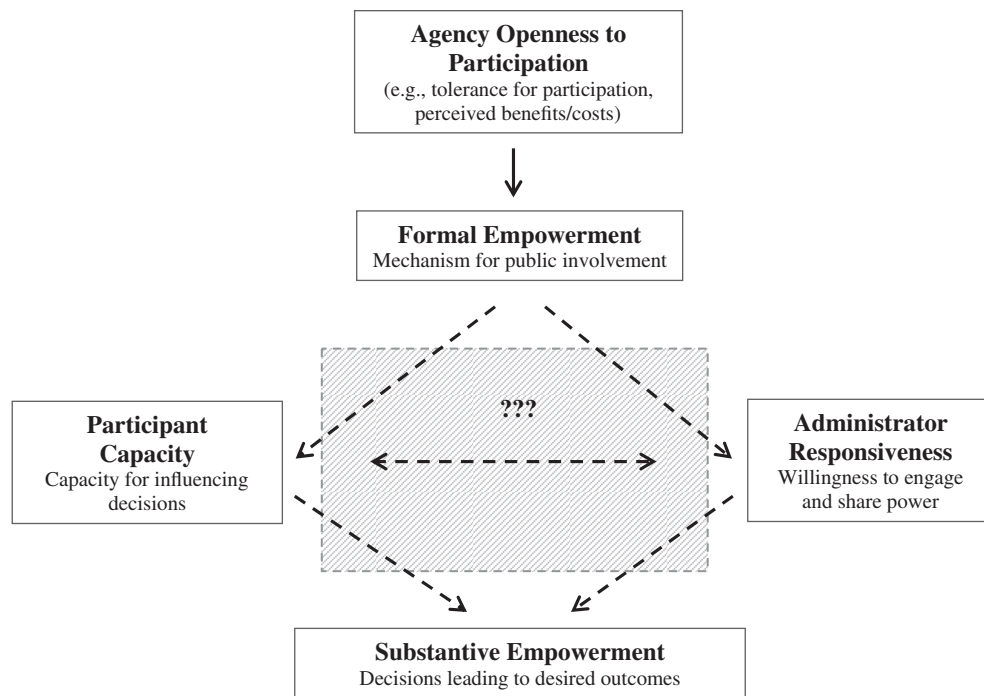 Agency Openness to
Participation
(e.g., tolerance for participation,
perceived benefits/costs)
Formal Empowerment
Mechanism for public involvement
???
Participant
Capacity
Capacity for influencing
decisions
Administrator
Responsiveness
Willingness to engage
and share power
Substantive Empowerment
Decisions leading to desired outcomes